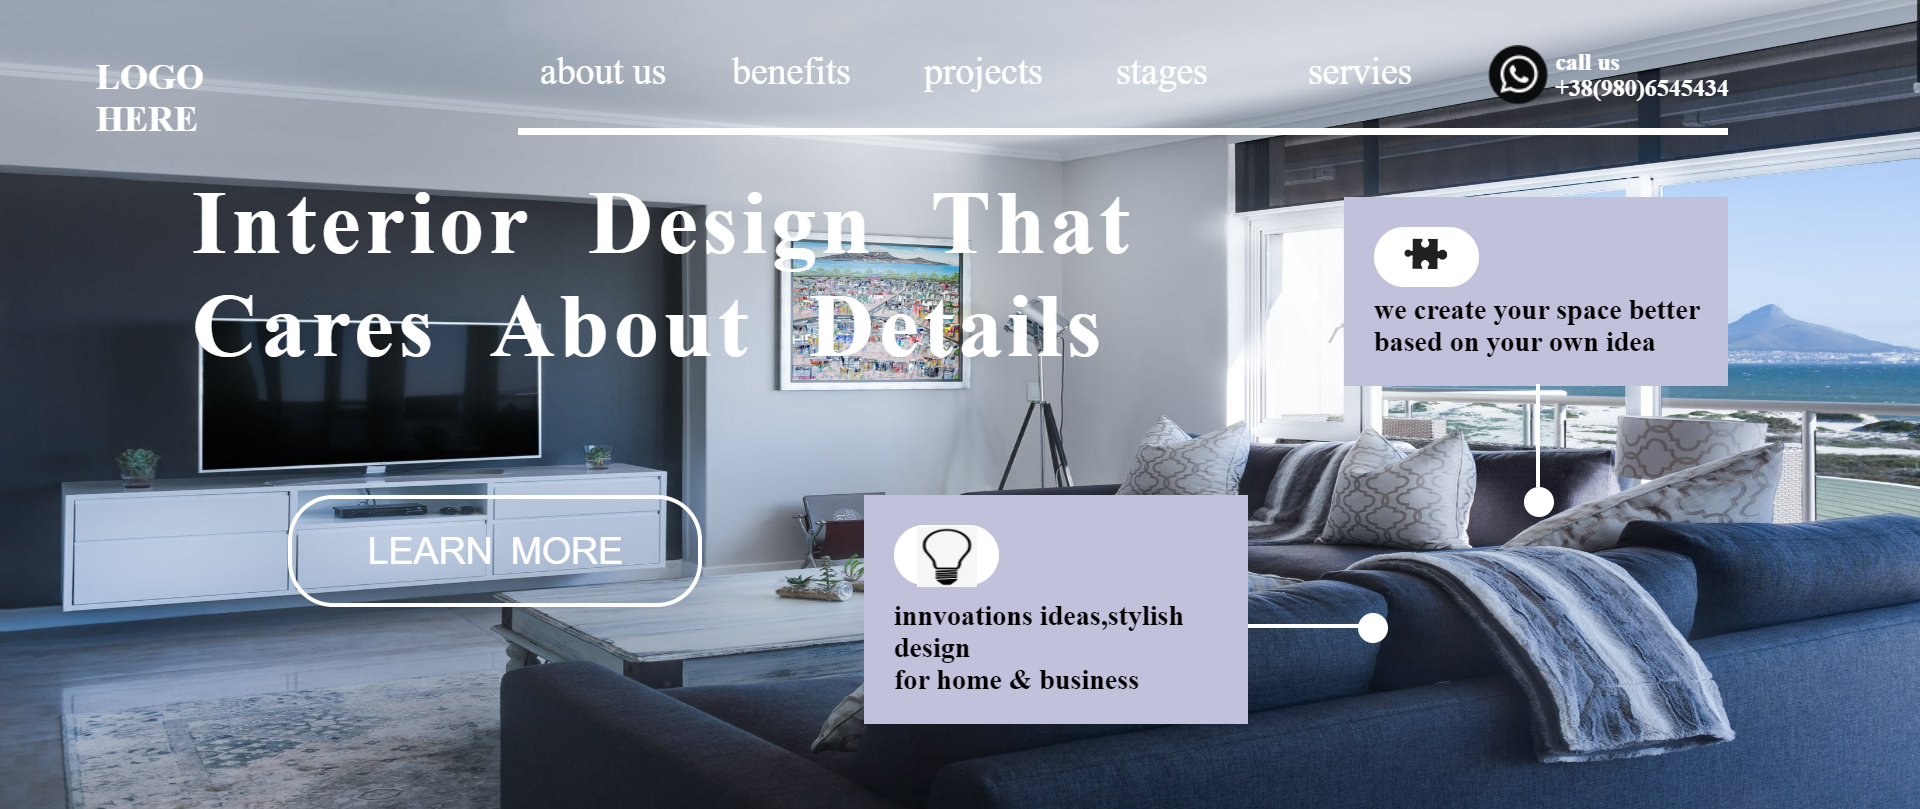 LOGO
HERE
about us
benefits
projects
stages
servies
call us
+38(980)6545434
Interior Design That
Cares About Details
we create your space better
based on your own idea
LEARN MORE
innvoations ideas,stylish
design
for home & business